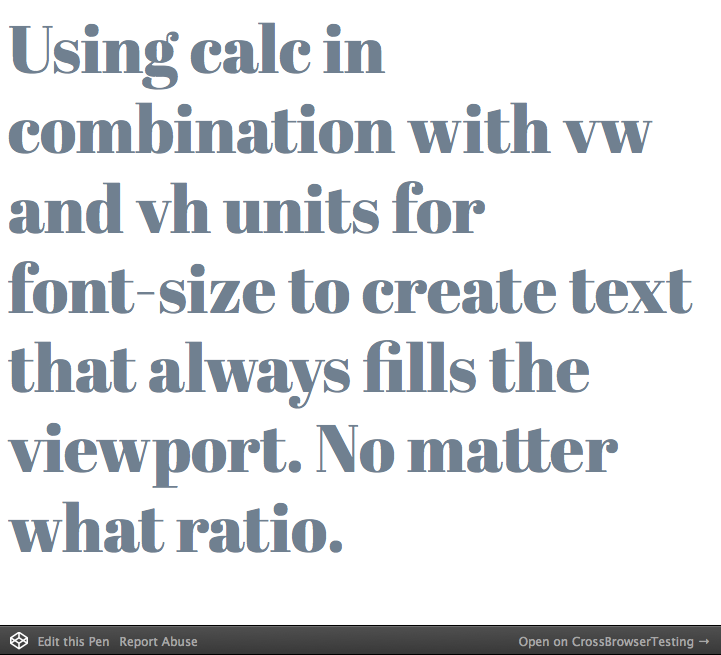 Using calc in
combination with vw
and vh units for
font-size to create text
that always fills the
viewport. No matter
what ratio.
Edit this Pen Report Abuse Open on CrossBrowserTesting →